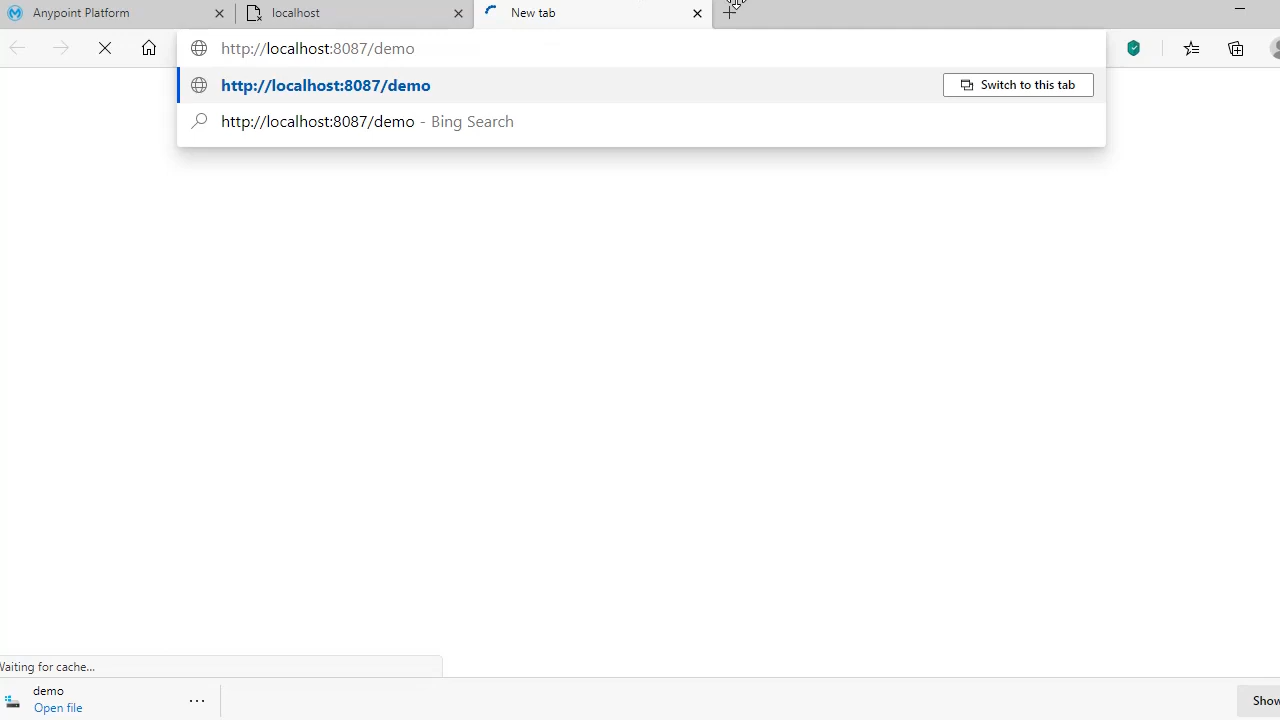 Anypoint Platform
localhost
New tab
http://localhost:8087/demo
http://localhost:8087/demo
Switch to this tab
http://localhost:8087/demo - Bing Search
Waiting for cache...
demo
Open file
Show